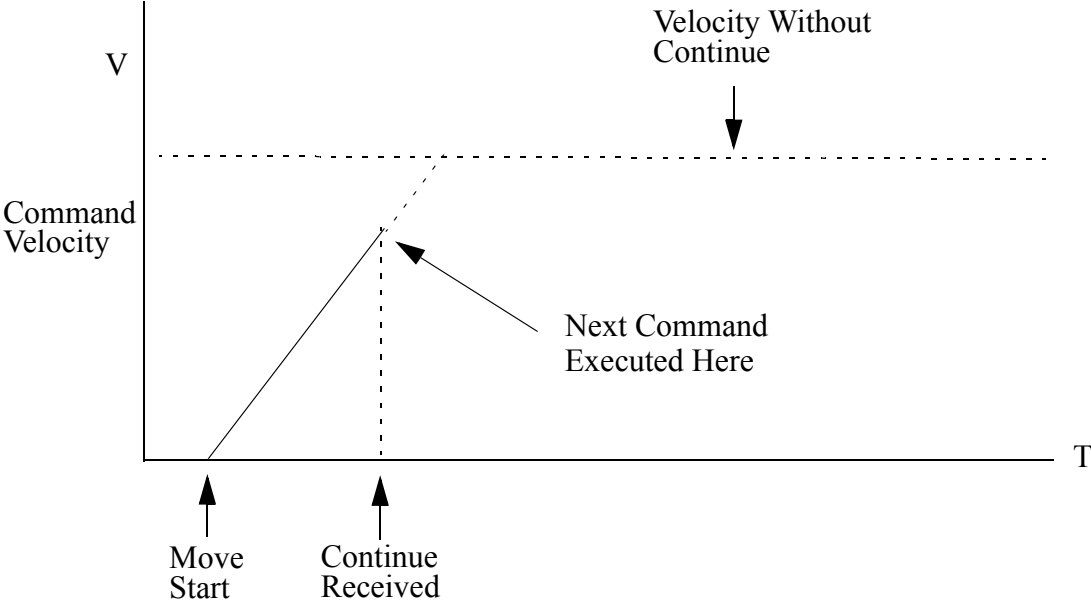 Velocity Without
Continue
V
Command
Velocity
Next Command
Executed Here
T
Move
Start
Continue
Received